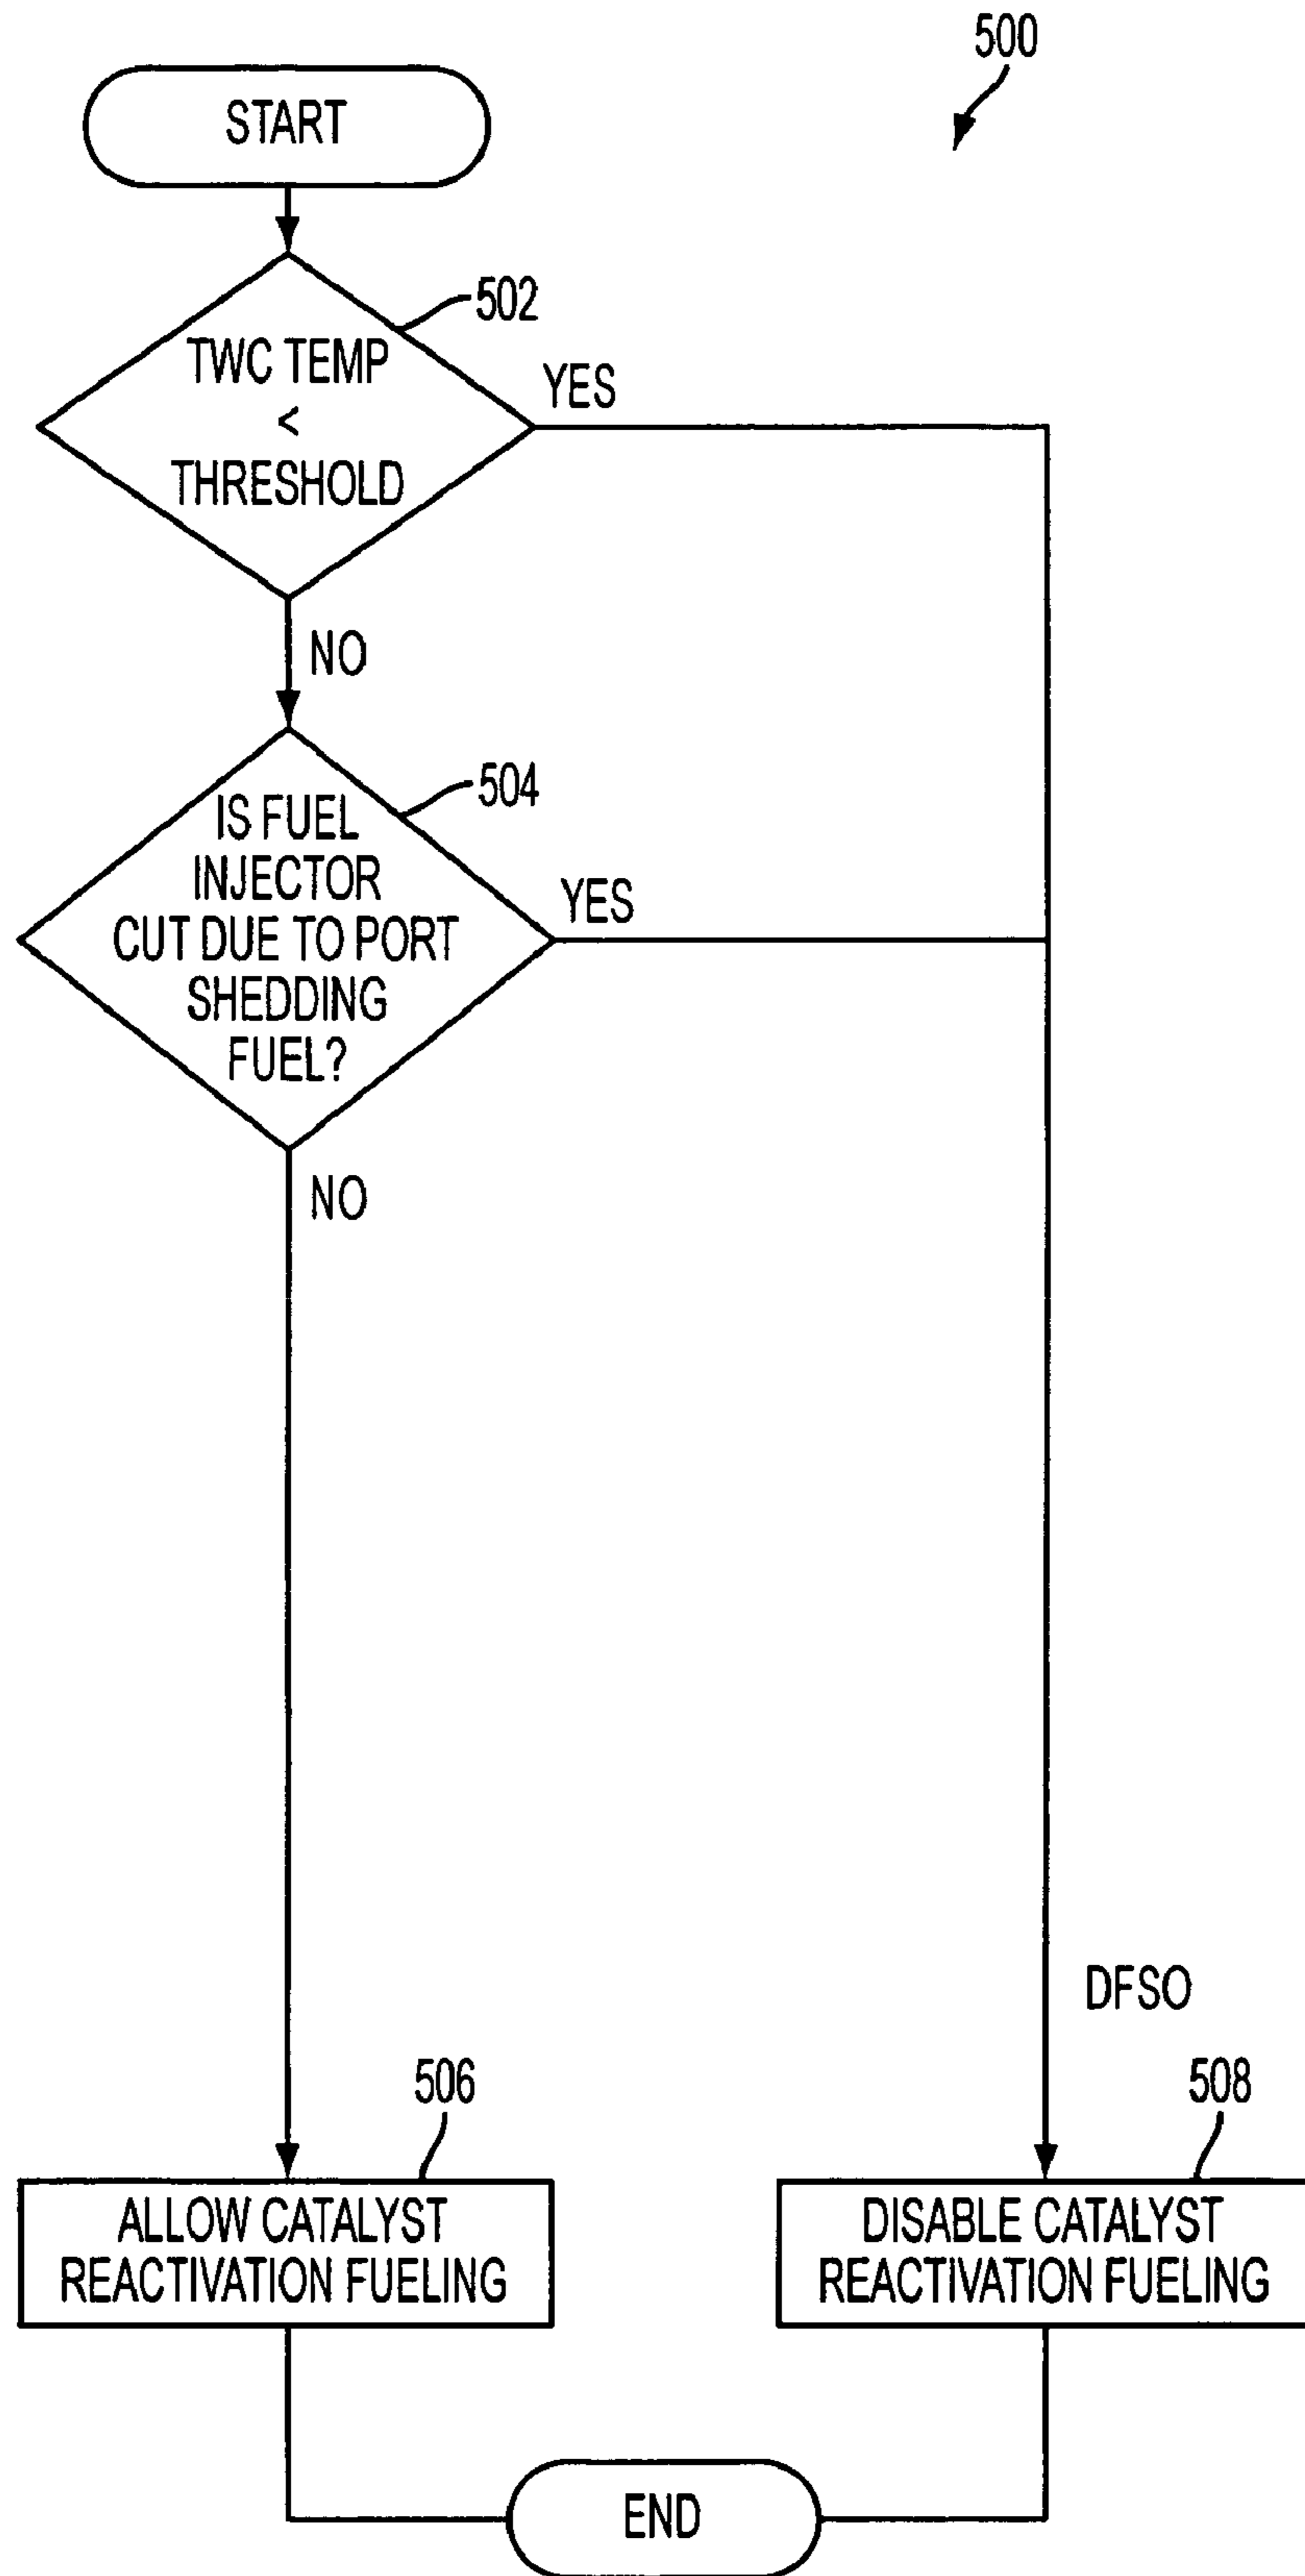 500
START
502
TWC TEMP
<
THRESHOLD
YES
NO
504
IS FUEL
INJECTOR
CUT DUE TO PORT
SHEDDING
FUEL?
YES
NO
DFSO
506
508
ALLOW CATALYST
REACTIVATION FUELING
DISABLE CATALYST
REACTIVATION FUELING
END